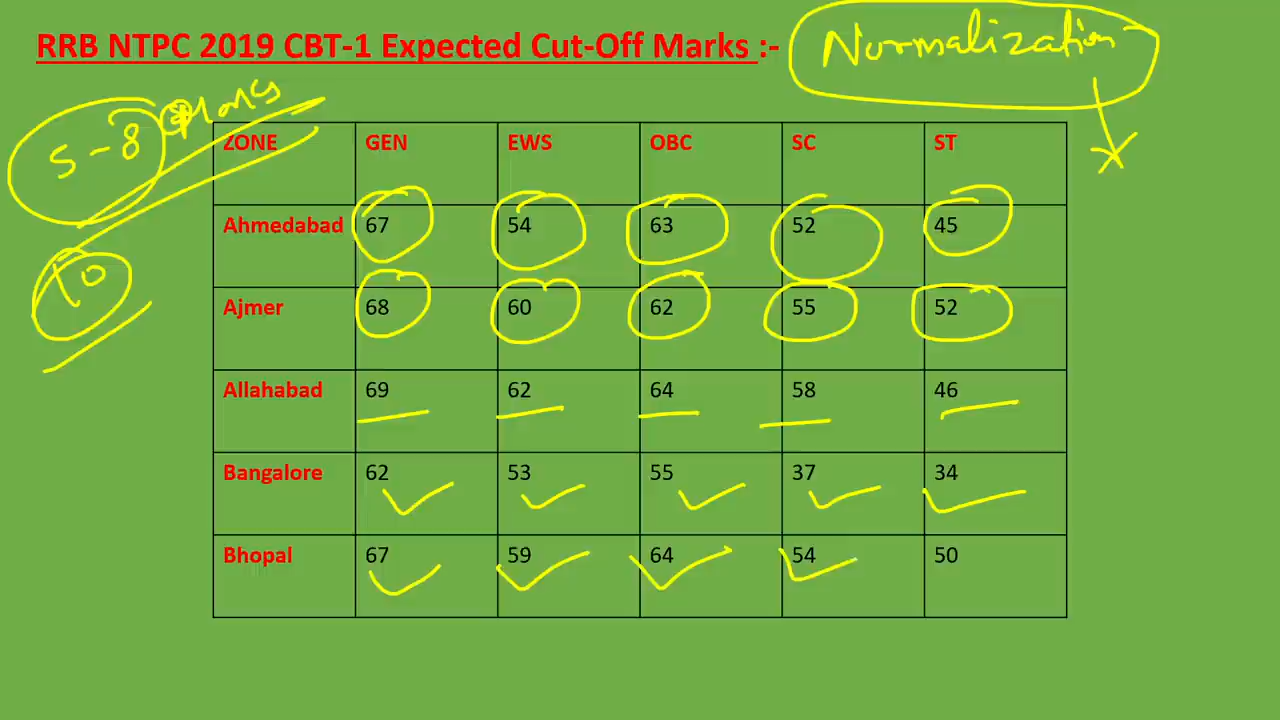 RRB NTPC 2019 CBT-1 Expected Cut-Off Marks :-
Normalization
5-8 Marks
10
ZONE GEN EWS OBC SC ST
Ahmedabad 67 54 63 52 45
Ajmer 68 60 62 55 52
Allahabad 69 62 64 58 46
Bangalore 62 53 55 37 34
Bhopal 67 59 64 54 50